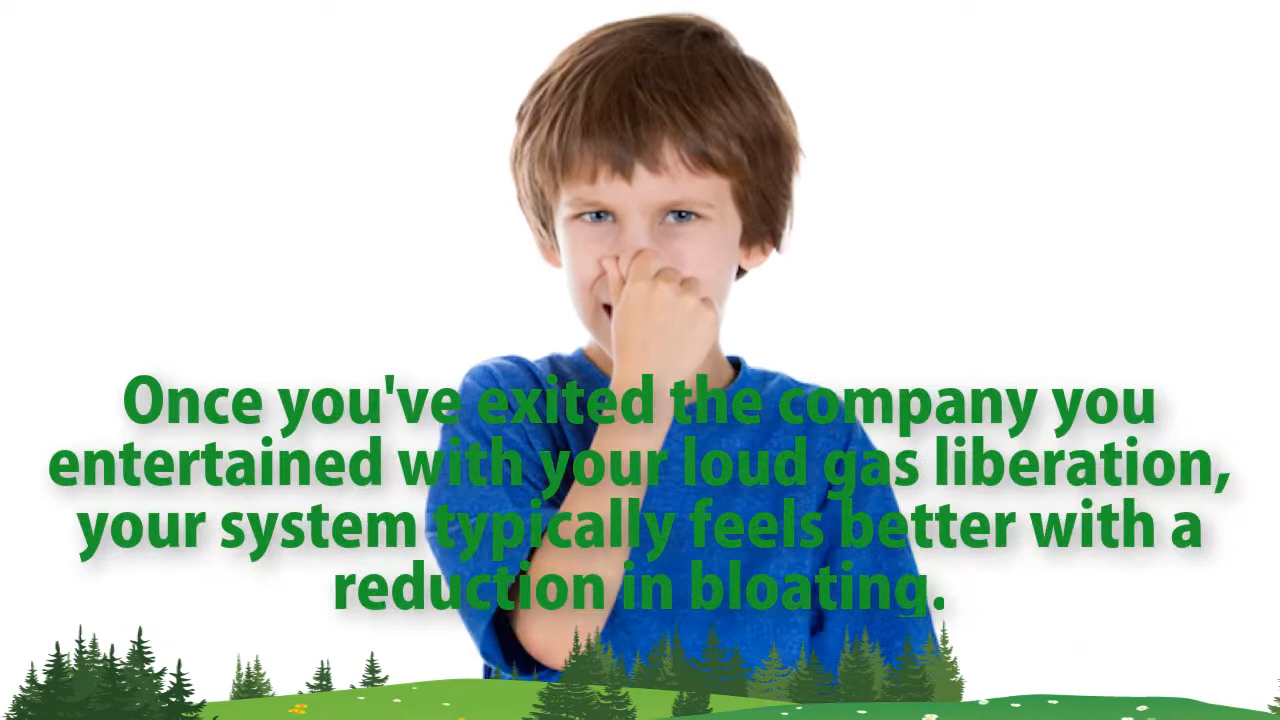 Once you've exited the company you
entertained with your loud gas liberation,
your system typically feels better with a
reduction in bloating.